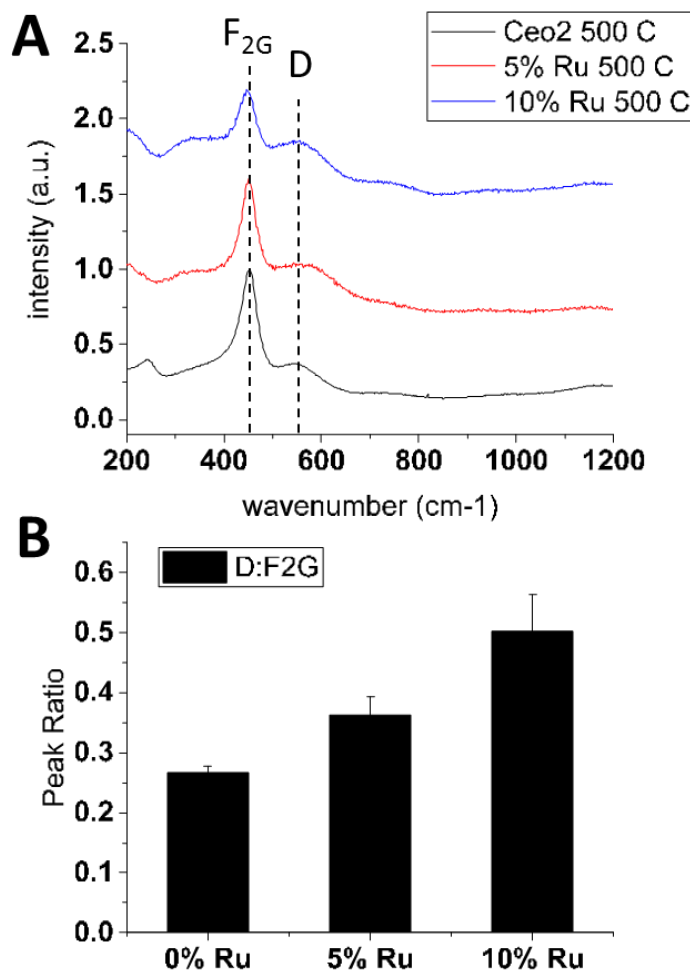 A
F2G
D
Ceo2 500 C
5% Ru 500 C
10% Ru 500 C
2.5
2.0
1.5
1.0
0.5
0.0
intensity (a.u.)
200 400 600 800 1000 1200
wavenumber (cm-1)
B
D:F2G
0.6
0.5
0.4
0.3
0.2
0.1
0.0
Peak Ratio
0% Ru 5% Ru 10% Ru